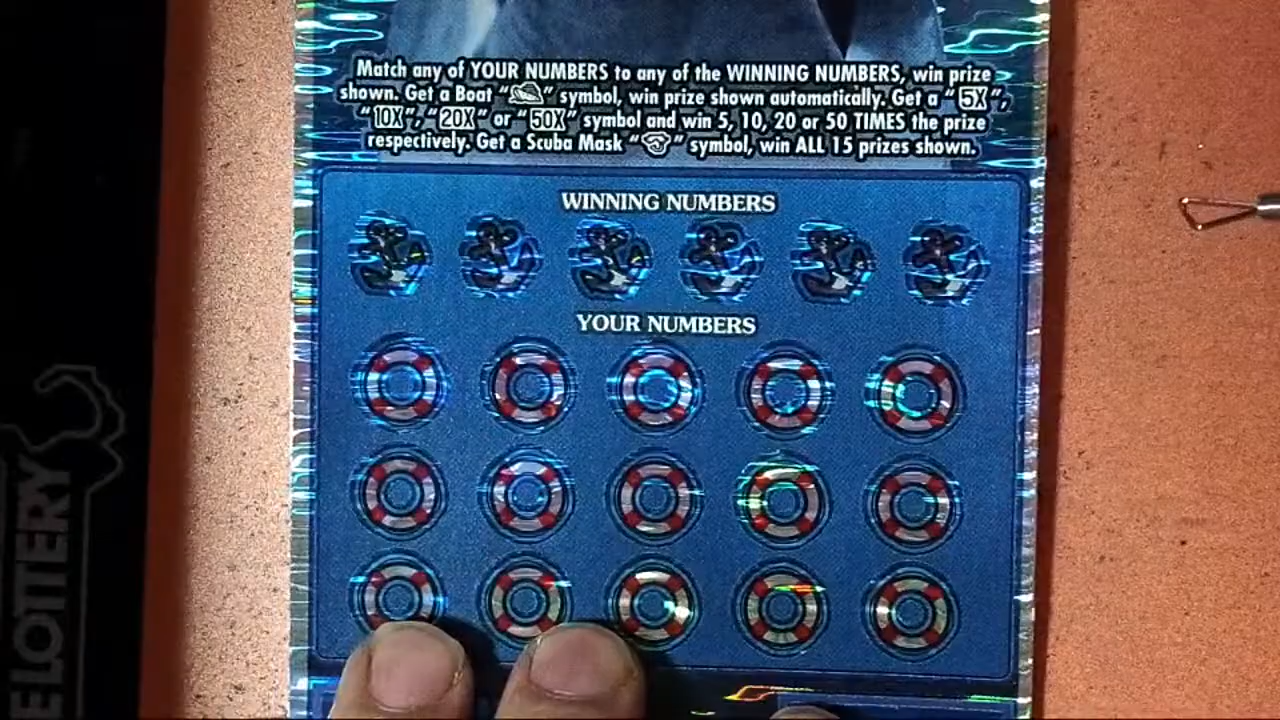 Match any of YOUR NUMBERS to any of the WINNING NUMBERS, win prize
shown. Get a Boat “ ” symbol, win prize shown automatically. Get a “5X”,
“10X”, “20X” or “50X” symbol and win 5, 10, 20 or 50 TIMES the prize
respectively. Get a Scuba Mask “ ” symbol, win ALL 15 prizes shown.
WINNING NUMBERS
YOUR NUMBERS
ELOTTERY